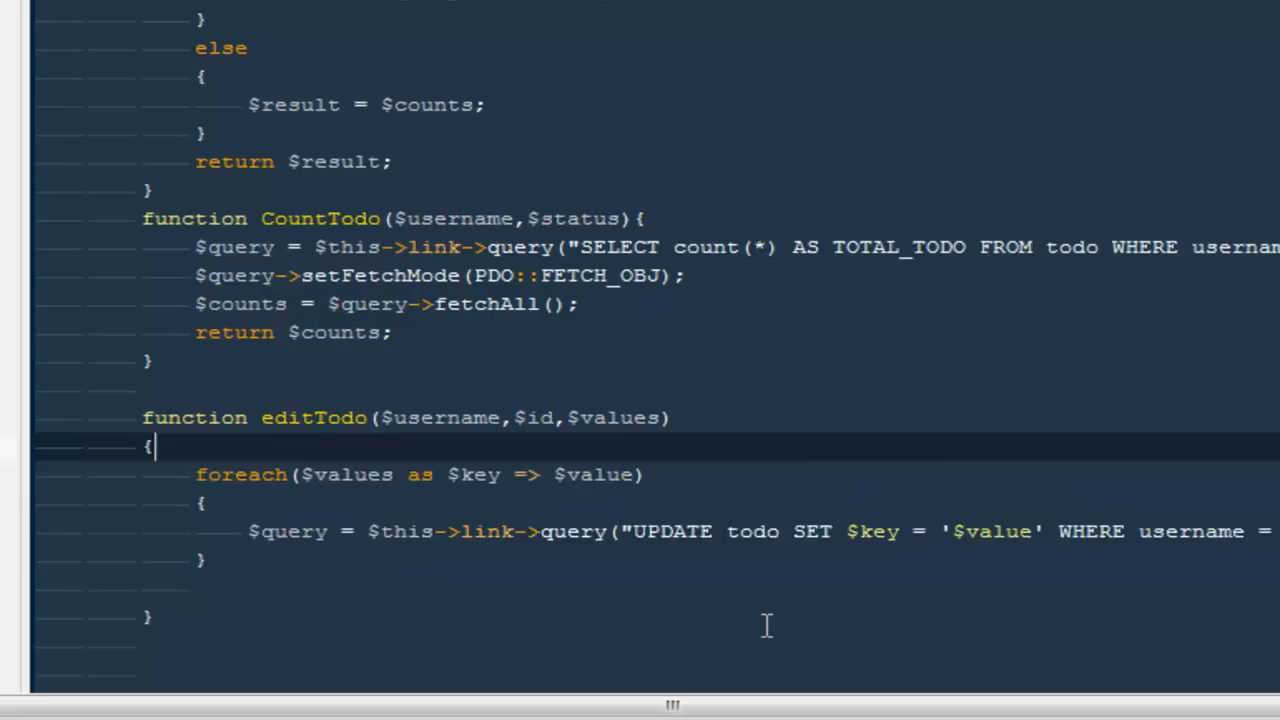 }
else
{
$result = $counts;
}
return $result;
}
function CountTodo($username,$status){
$query = $this->link->query("SELECT count(*) AS TOTAL_TODO FROM todo WHERE usernam
$query->setFetchMode(PDO::FETCH_OBJ);
$counts = $query->fetchAll();
return $counts;
}
function editTodo($username,$id,$values)
{
foreach($values as $key => $value)
{
$query = $this->link->query("UPDATE todo SET $key = '$value' WHERE username =
}
}